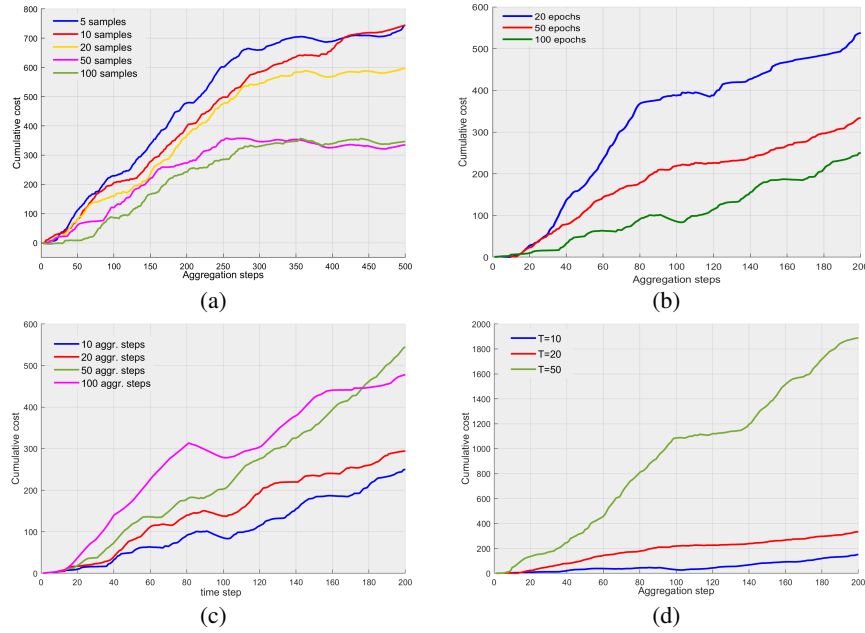 800
700
600
500
400
300
200
100
0
Cumulative cost
5 samples
10 samples
20 samples
50 samples
100 samples
0 50 100 150 200 250 300 350 400 450 500
Aggregation steps
(a)
600
500
400
300
200
100
0
Cumulative cost
20 epochs
50 epochs
100 epochs
0 20 40 60 80 100 120 140 160 180 200
Aggregation steps
(b)
600
500
400
300
200
100
0
Cumulative cost
10 aggr. steps
20 aggr. steps
50 aggr. steps
100 aggr. steps
0 20 40 60 80 100 120 140 160 180 200
time step
(c)
2000
1800
1600
1400
1200
1000
800
600
400
200
0
Cumulative cost
T=10
T=20
T=50
0 20 40 60 80 100 120 140 160 180 200
Aggregation step
(d)